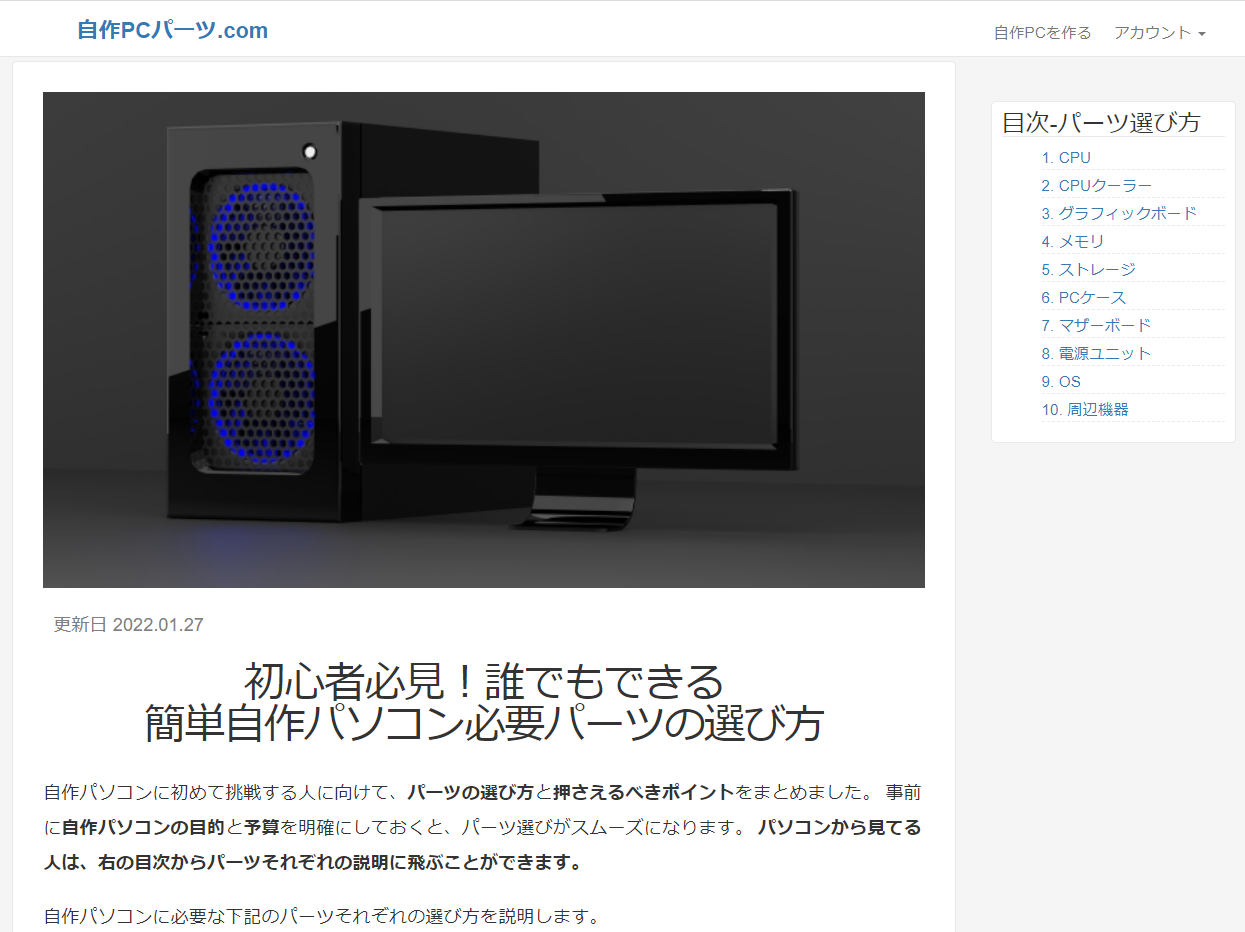 自作PCパーツ.com
自作PCを作る アカウント
更新日 2022.01.27
初心者必見！誰でもできる
簡単自作パソコン必要パーツの選び方
自作パソコンに初めて挑戦する人に向けて、パーツの選び方と押さえるべきポイントをまとめました。 事前
に自作パソコンの目的と予算を明確にしておくと、パーツ選びがスムーズになります。 パソコンから見てる
人は、右の目次からパーツそれぞれの説明に飛ぶことができます。
自作パソコンに必要な下記のパーツそれぞれの選び方を説明します。
目次-パーツ選び方
1. CPU
2. CPUクーラー
3. グラフィックボード
4. メモリ
5. ストレージ
6. PCケース
7. マザーボード
8. 電源ユニット
9. OS
10. 周辺機器